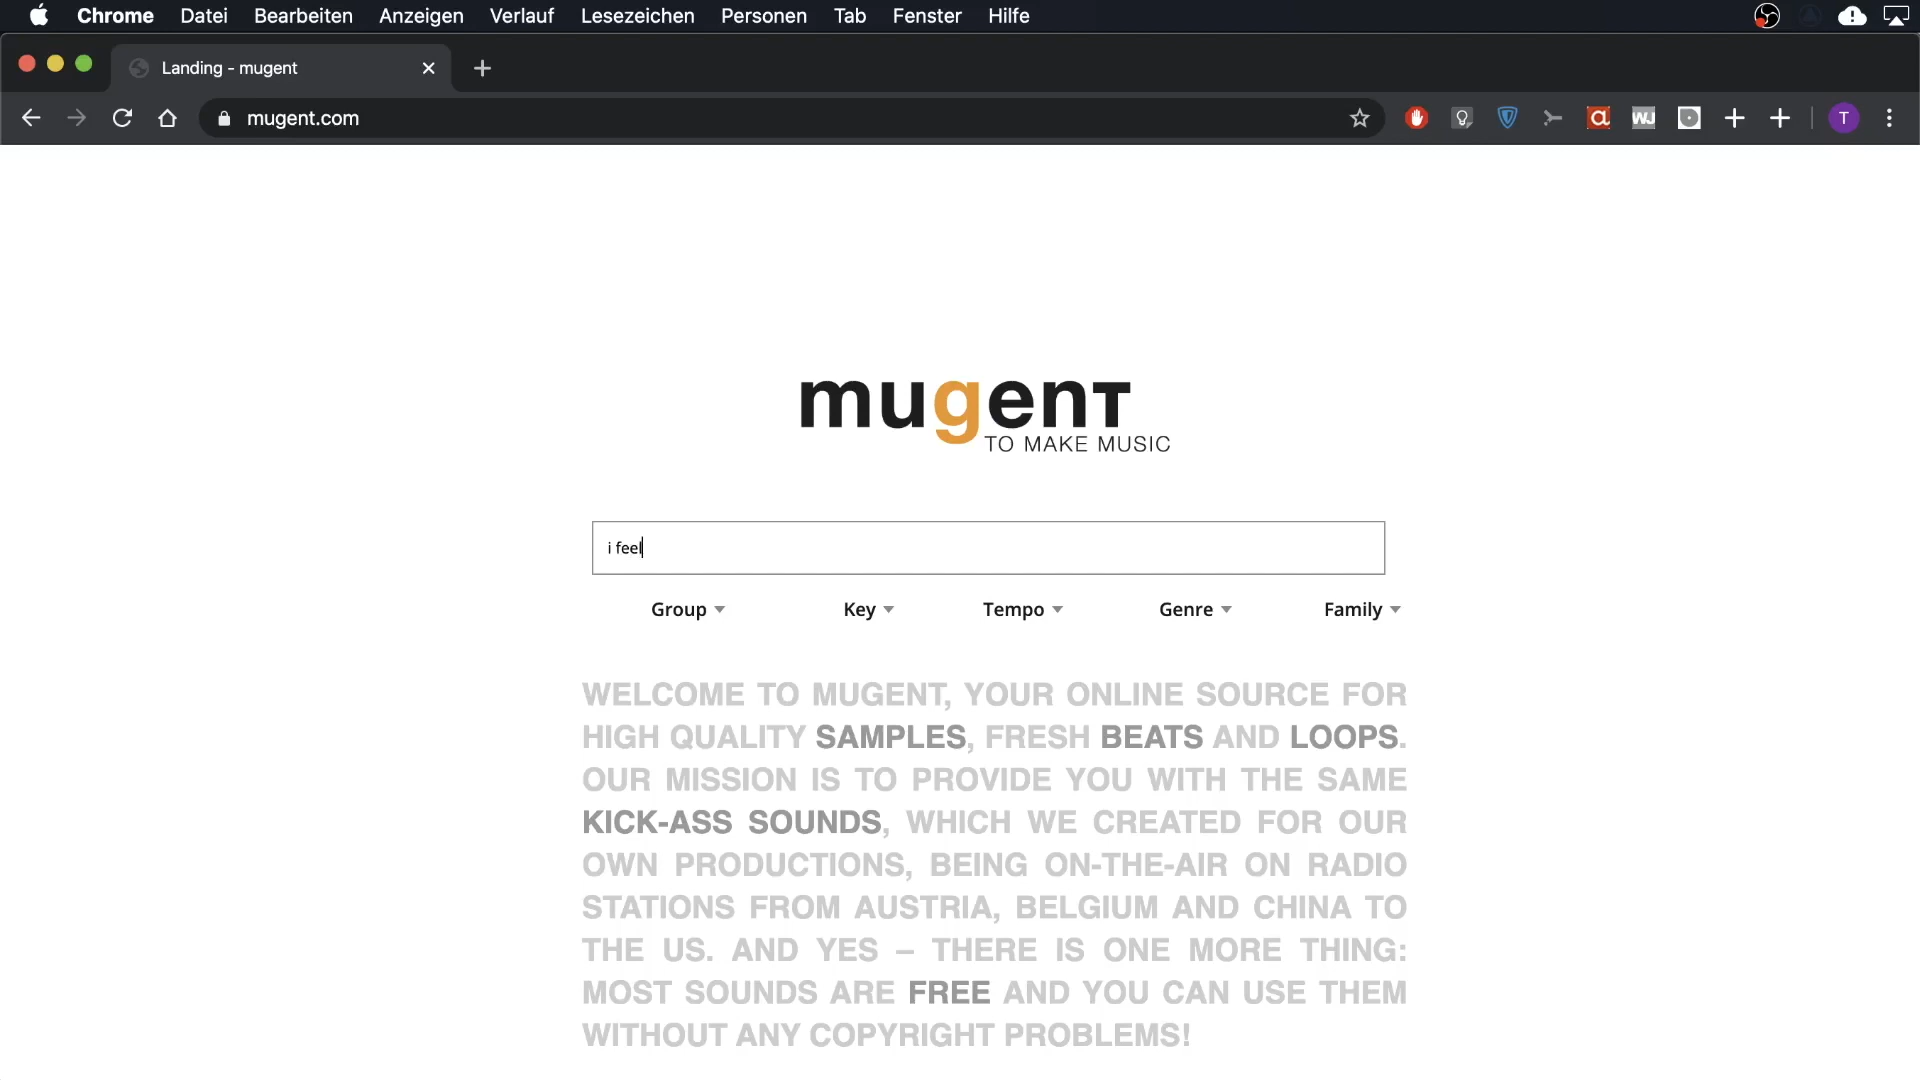 Chrome Datei Bearbeiten Anzeigen Verlauf Lesezeichen Personen Tab Fenster Hilfe
Landing - mugent
mugent.com
T
mugent
TO MAKE MUSIC
i feel
Group Key Tempo Genre Family
WELCOME TO MUGENT, YOUR ONLINE SOURCE FOR
HIGH QUALITY SAMPLES, FRESH BEATS AND LOOPS.
OUR MISSION IS TO PROVIDE YOU WITH THE SAME
KICK-ASS SOUNDS, WHICH WE CREATED FOR OUR
OWN PRODUCTIONS, BEING ON-THE-AIR ON RADIO
STATIONS FROM AUSTRIA, BELGIUM AND CHINA TO
THE US. AND YES – THERE IS ONE MORE THING:
MOST SOUNDS ARE FREE AND YOU CAN USE THEM
WITHOUT ANY COPYRIGHT PROBLEMS!